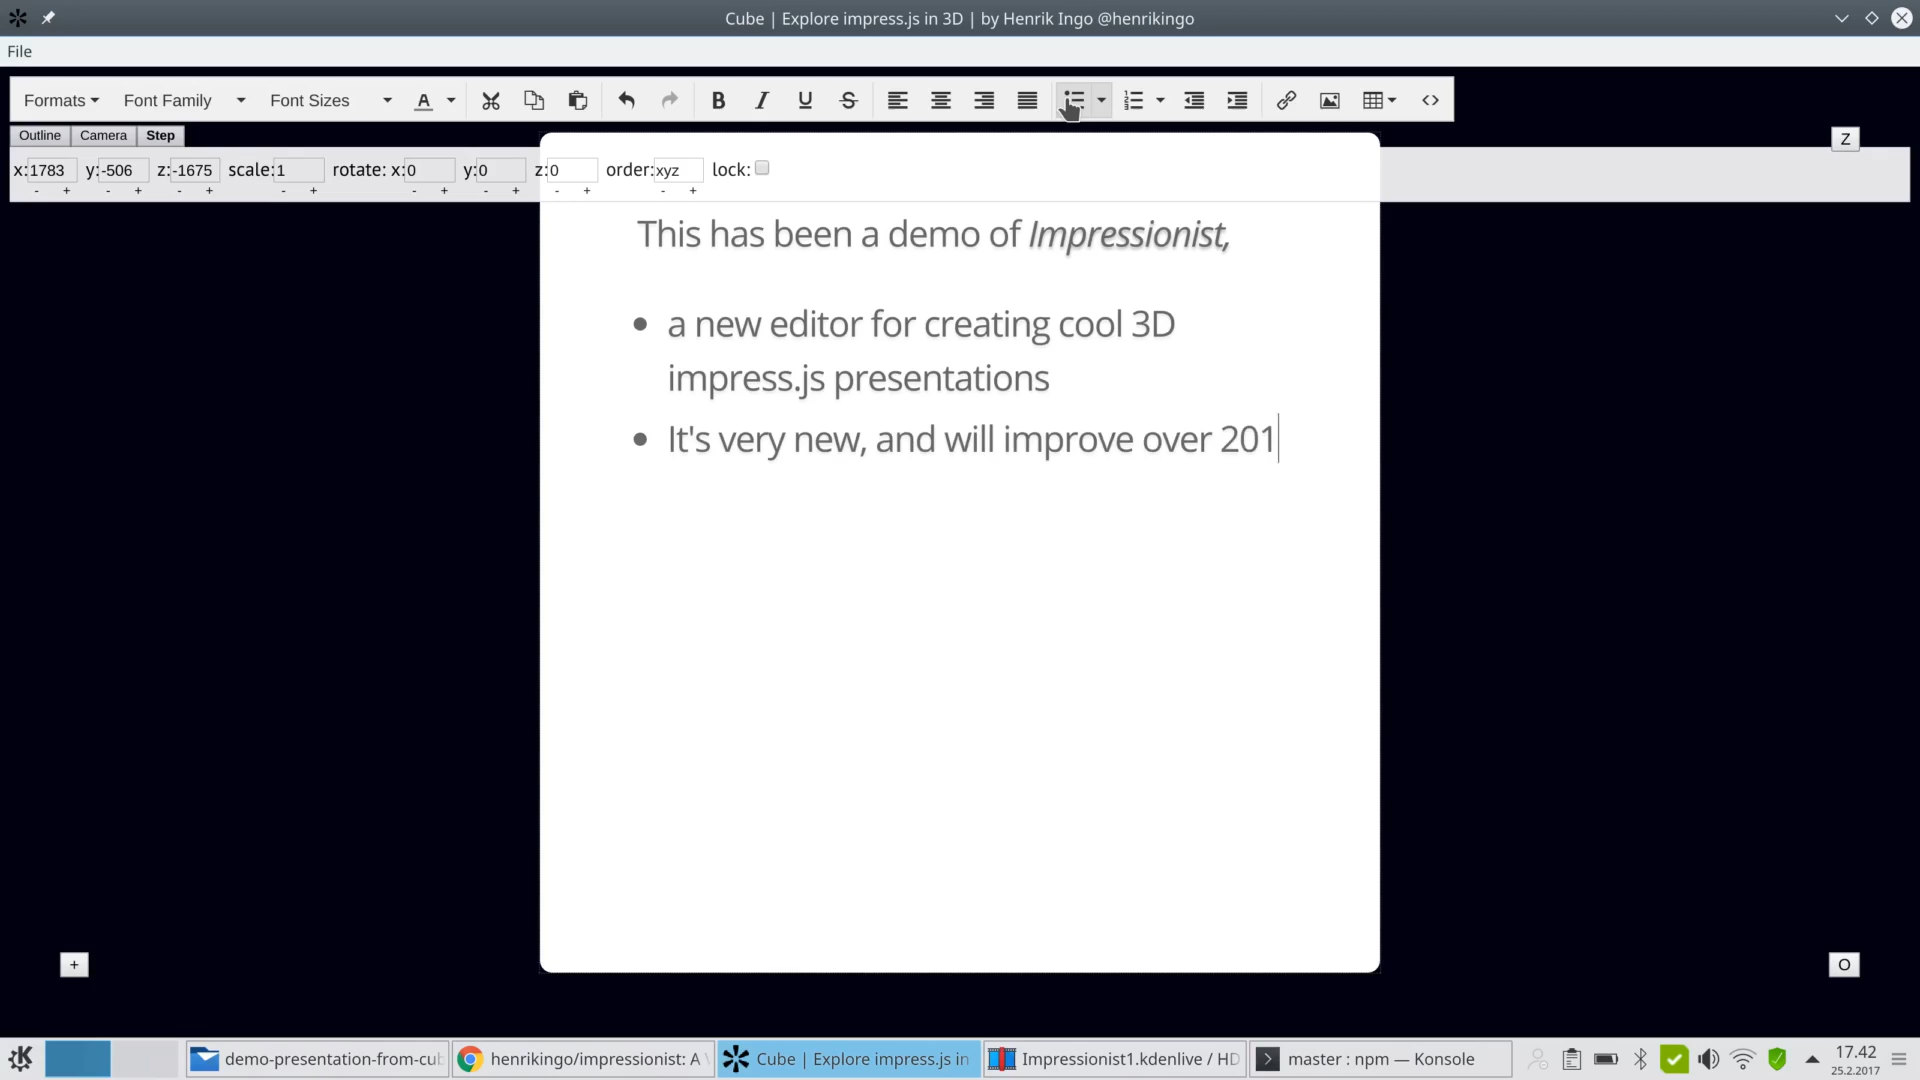 Cube | Explore impress.js in 3D | by Henrik Ingo @henrikingo
File
Formats Font Family Font Sizes A B I U S
Outline Camera Step Z
x:1783 y:-506 z:-1675 scale:1 rotate: x:0 y:0 z:0 order:xyz lock:
- + - + - + - + - + - + - + - +
This has been a demo of Impressionist,
a new editor for creating cool 3D
impress.js presentations
It's very new, and will improve over 201
+ O
demo-presentation-from-cub henrikingo/impressionist: A Cube | Explore impress.js in Impressionist1.kdenlive / HD master : npm — Konsole 17.42
25.2.2017